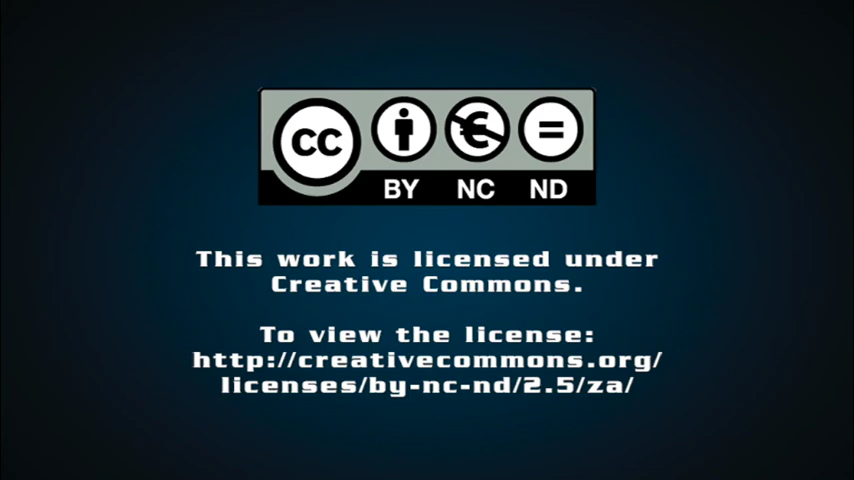 CC
BY NC ND
This work is licensed under
Creative Commons.
To view the license:
http://creativecommons.org/
licenses/by-nc-nd/2.5/za/